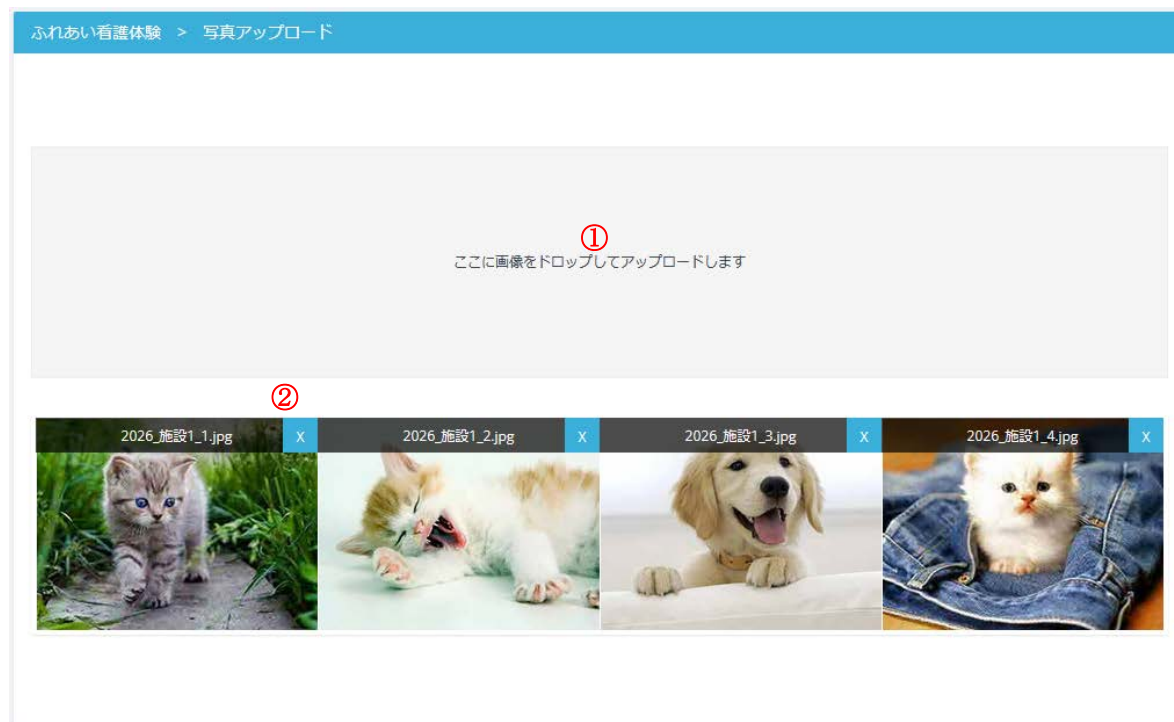 ふれあい看護体験 > 写真アップロード
①
ここに画像をドロップしてアップロードします
②
2026_施設1_1.jpg X 2026_施設1_2.jpg X 2026_施設1_3.jpg X 2026_施設1_4.jpg X